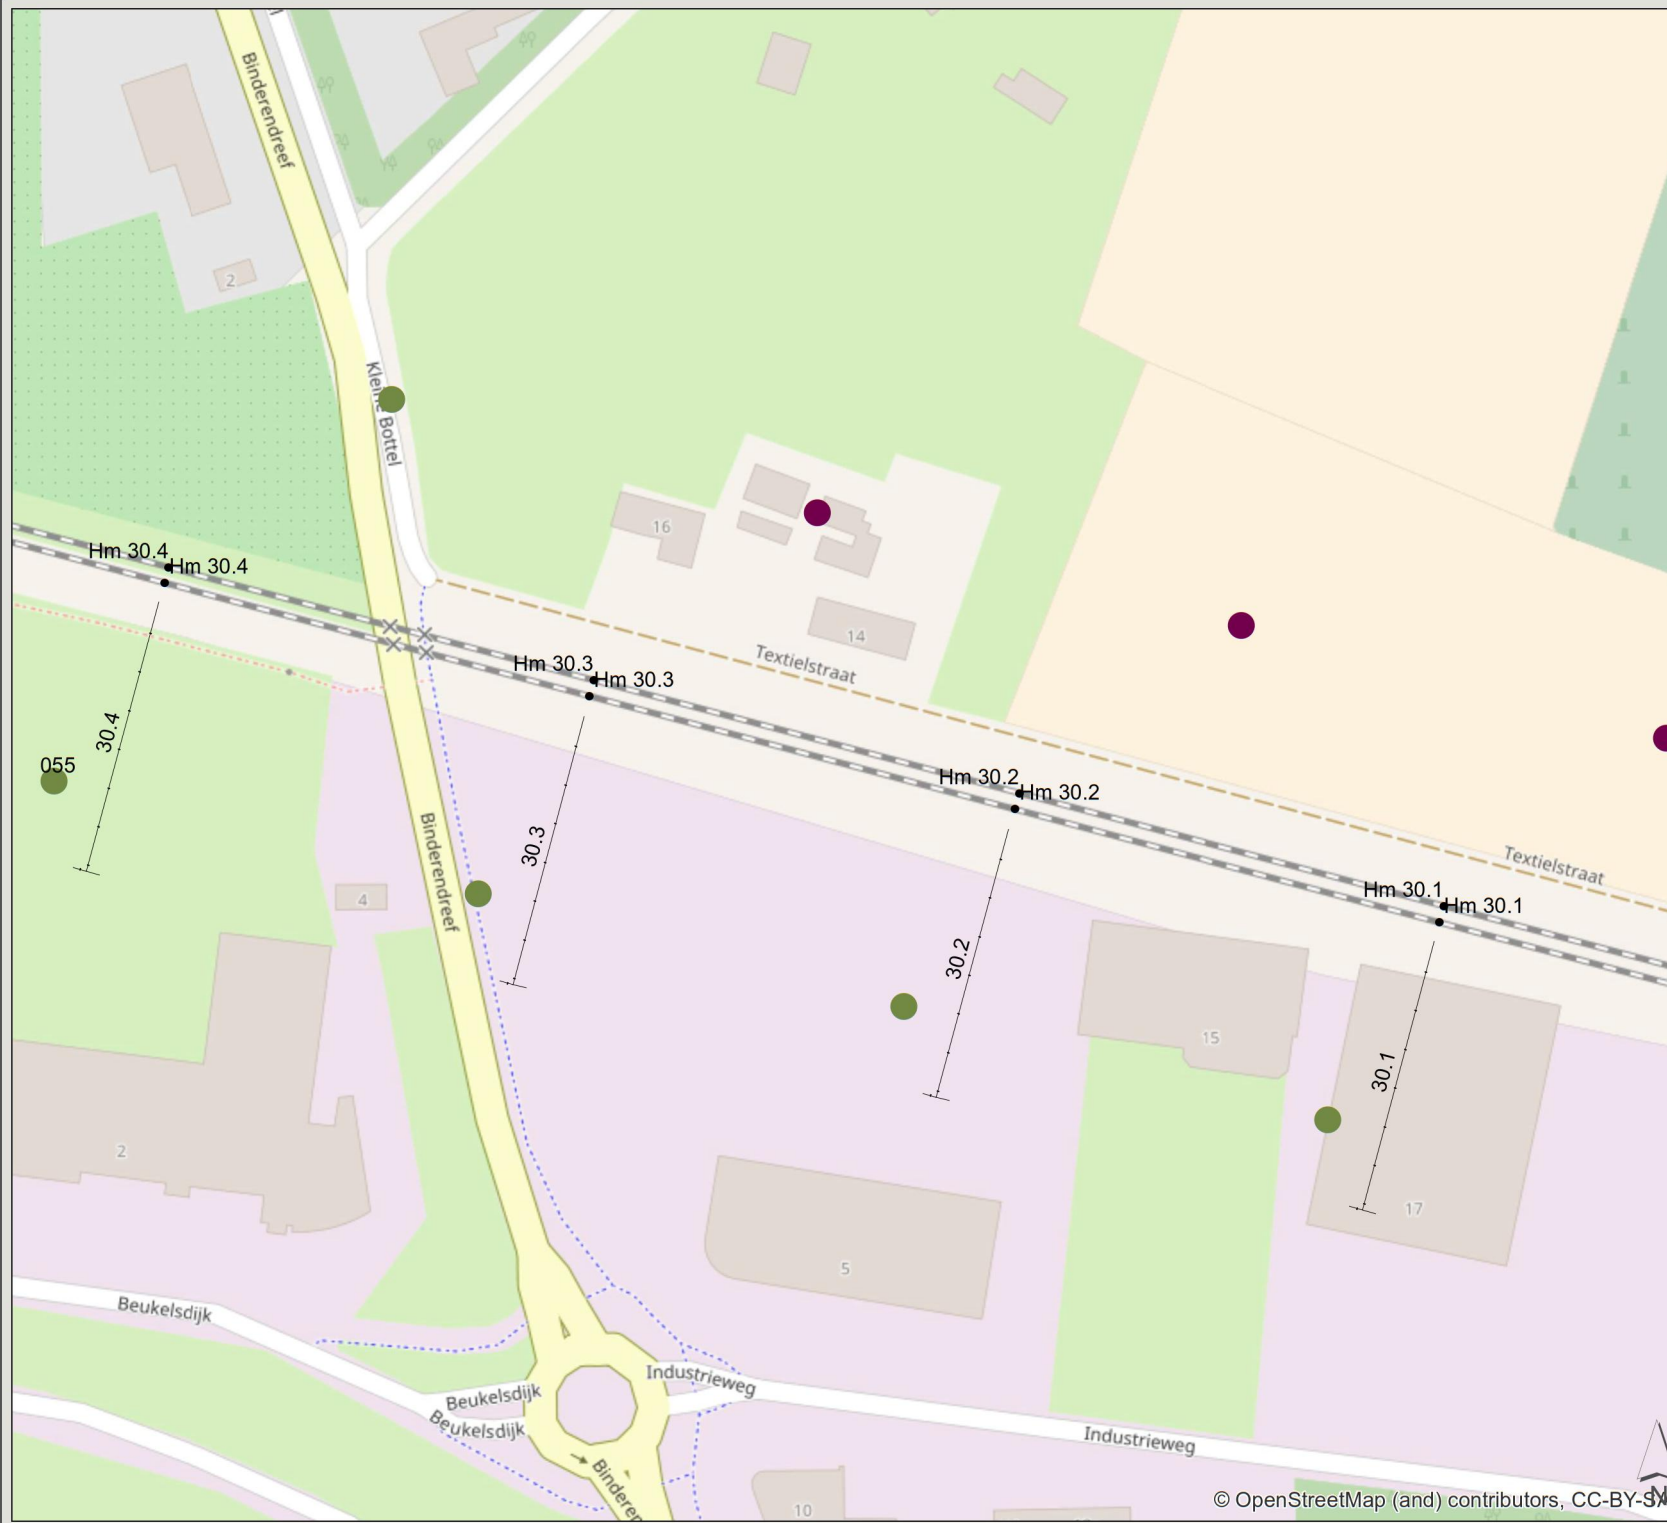 Binderendreef
2
Kleine Bottel
Hm 30.4
Hm 30.4
16
14
Textielstraat
Hm 30.3
Hm 30.3
30.4
055
Hm 30.2
Hm 30.2
30.3
Binderendreef
4
Textielstraat
Hm 30.1
Hm 30.1
30.2
15
30.1
2
17
5
Beukelsdijk
Industrieweg
Beukelsdijk
Beukelsdijk
Industrieweg
Binderen
10
© OpenStreetMap (and) contributors, CC-BY-SA
N